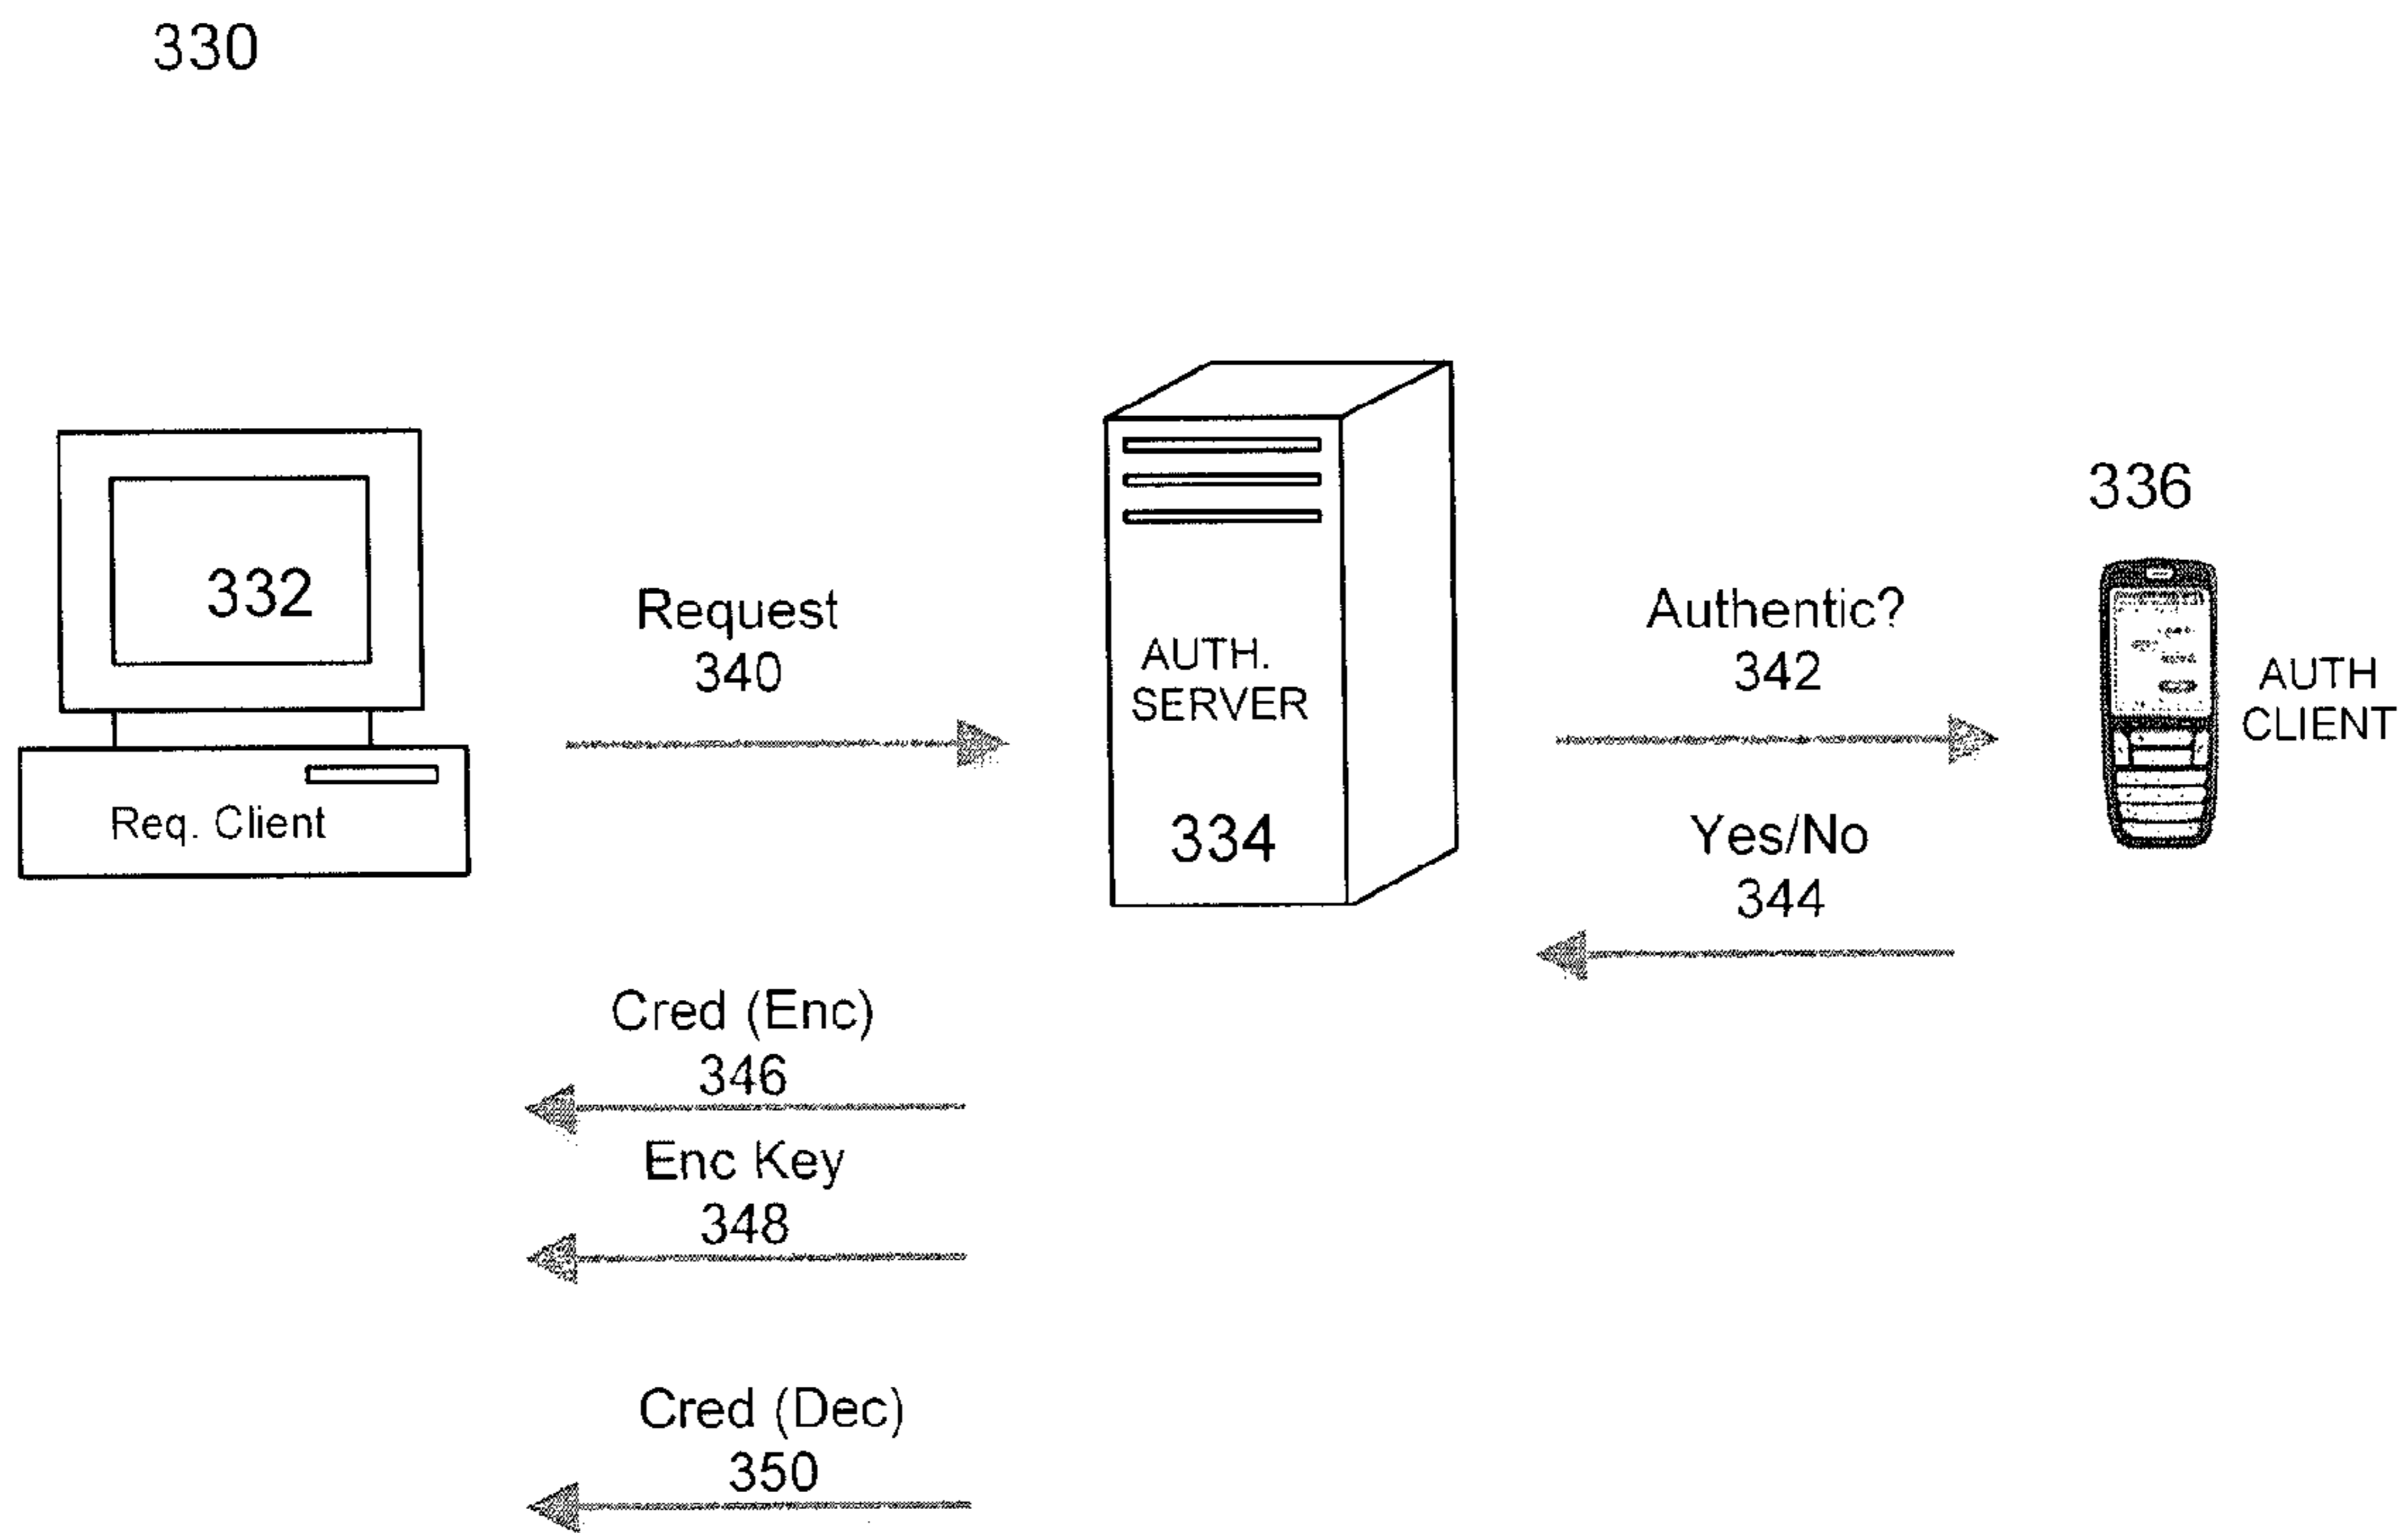 330
332
Req. Client
Request
340
AUTH.
SERVER
334
Authentic?
342
Yes/No
344
336
AUTH
CLIENT
Cred (Enc)
346
Enc Key
348
Cred (Dec)
350